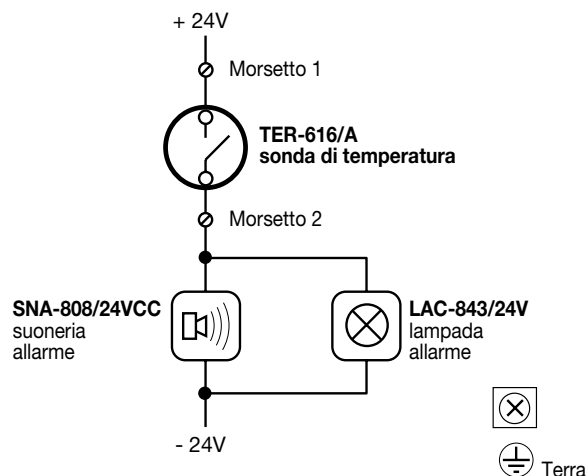 + 24V
Morsetto 1
TER-616/A
sonda di temperatura
Morsetto 2
SNA-808/24VCC
suoneria
allarme
LAC-843/24V
lampada
allarme
- 24V
Terra